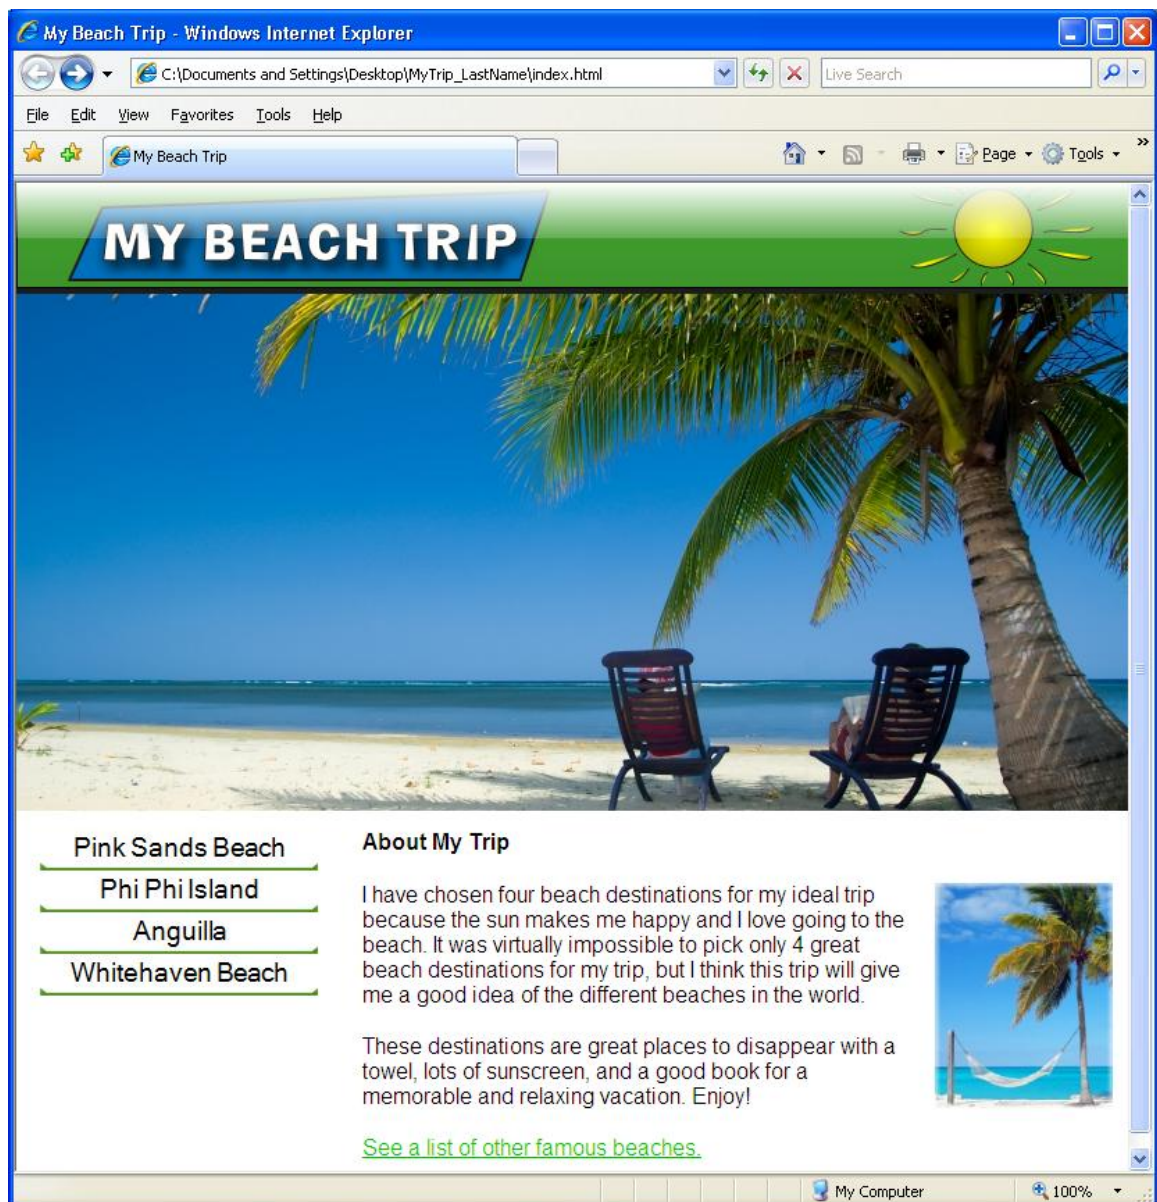 My Beach Trip - Windows Internet Explorer
C:\Documents and Settings\Desktop\MyTrip_LastName\index.html
Live Search
File Edit View Favorites Tools Help
My Beach Trip
Page Tools »
MY BEACH TRIP
Pink Sands Beach
Phi Phi Island
Anguilla
Whitehaven Beach
About My Trip
I have chosen four beach destinations for my ideal trip
because the sun makes me happy and I love going to the
beach. It was virtually impossible to pick only 4 great
beach destinations for my trip, but I think this trip will give
me a good idea of the different beaches in the world.
These destinations are great places to disappear with a
towel, lots of sunscreen, and a good book for a
memorable and relaxing vacation. Enjoy!
See a list of other famous beaches.
My Computer
100%